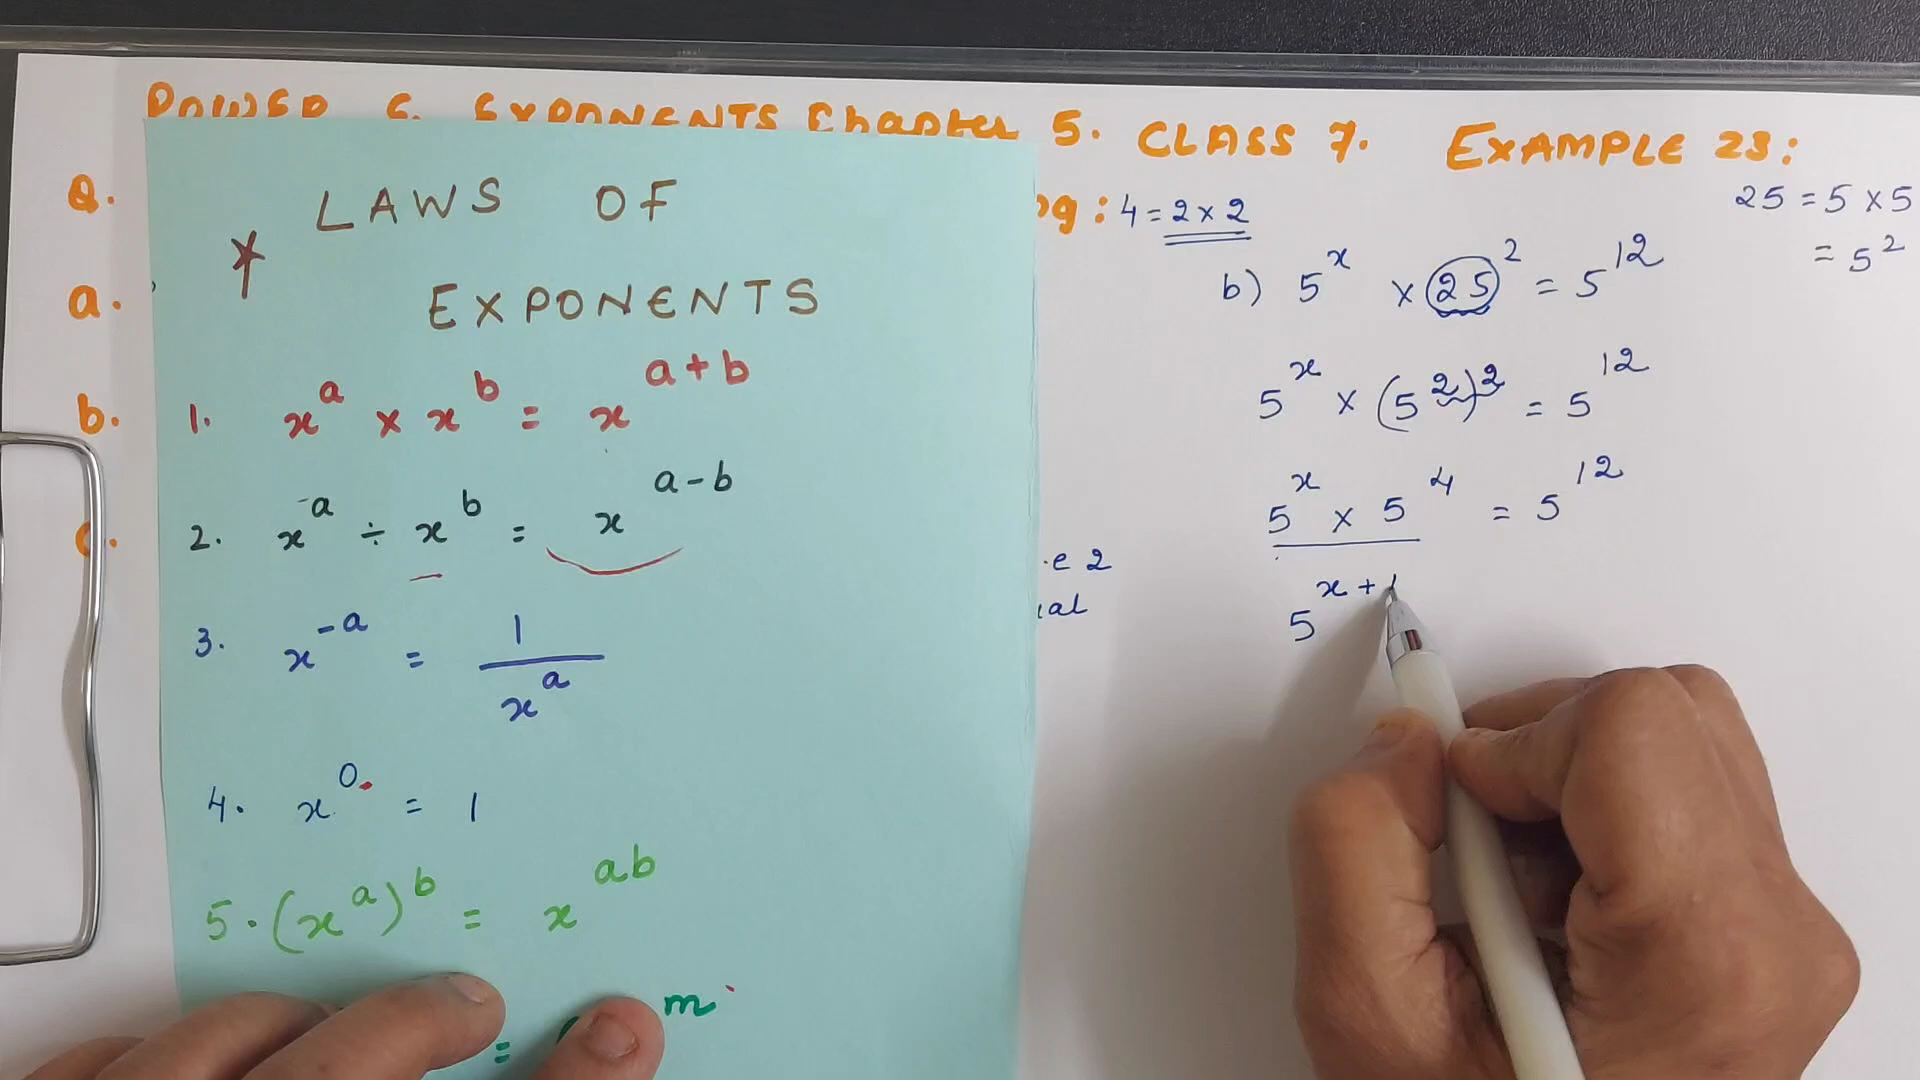 POWER & EXPONENTS Chapter 5. CLASS 7. EXAMPLE 23:
Q.
a.
b.
c.
LAWS OF
* EXPONENTS
1. x^a × x^b = x^(a+b)
2. x^a ÷ x^b = x^(a-b)
3. x^(-a) = 1/x^a
4. x^0 = 1
5. (x^a)^b = x^(ab)
= m
4 = 2 × 2
25 = 5 × 5
= 5^2
b) 5^x × 25^2 = 5^12
5^x × (5^2)^2 = 5^12
5^x × 5^4 = 5^12
5^(x+
2